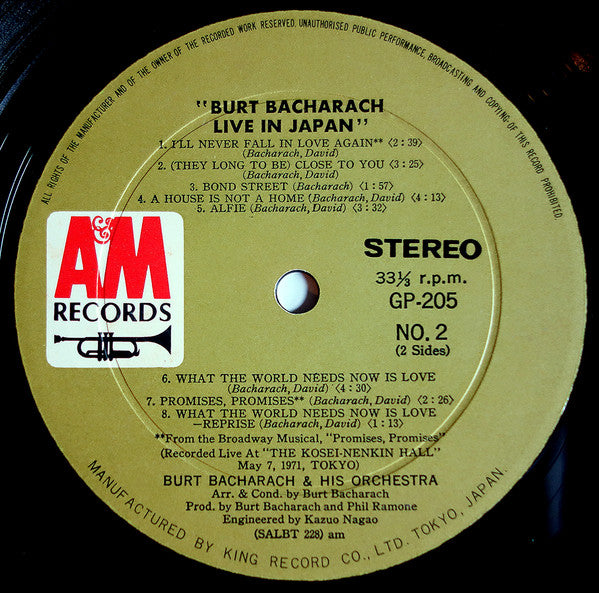 ALL RIGHTS OF THE MANUFACTURER AND OF THE OWNER OF THE RECORDED WORK RESERVED. UNAUTHORISED PUBLIC PERFORMANCE, BROADCASTING AND COPYING OF THIS RECORD PROHIBITED.
"BURT BACHARACH
LIVE IN JAPAN"
1. I'LL NEVER FALL IN LOVE AGAIN** ⟨2:39⟩
(Bacharach, David)
2. (THEY LONG TO BE) CLOSE TO YOU ⟨3:25⟩
(Bacharach, David)
3. BOND STREET (Bacharach) ⟨1:57⟩
4. A HOUSE IS NOT A HOME (Bacharach, David) ⟨4:13⟩
5. ALFIE (Bacharach, David) ⟨3:32⟩
A&M
RECORDS
STEREO
33⅓ r.p.m.
GP-205
NO. 2
(2 Sides)
6. WHAT THE WORLD NEEDS NOW IS LOVE
(Bacharach, David) ⟨4:30⟩
7. PROMISES, PROMISES** (Bacharach, David) ⟨2:26⟩
8. WHAT THE WORLD NEEDS NOW IS LOVE
—REPRISE (Bacharach, David) ⟨1:13⟩
**From the Broadway Musical, "Promises, Promises"
(Recorded Live At "THE KOSEI-NENKIN HALL"
May 7, 1971, TOKYO)
BURT BACHARACH & HIS ORCHESTRA
Arr. & Cond. by Burt Bacharach
Prod. by Burt Bacharach and Phil Ramone
Engineered by Kazuo Nagao
(SALBT 228) am
MANUFACTURED BY KING RECORD CO., LTD. TOKYO, JAPAN.